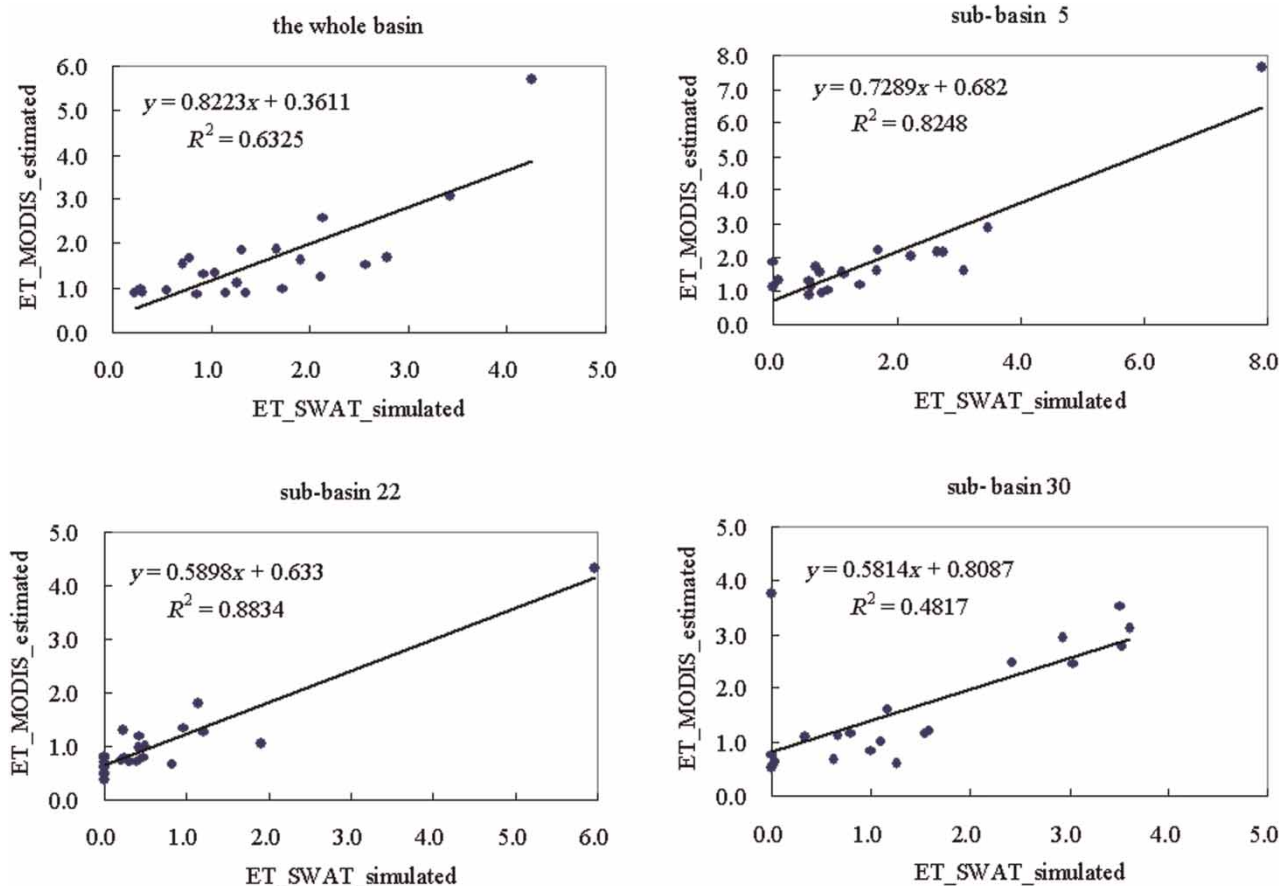 the whole basin
6.0
5.0
4.0
3.0
2.0
1.0
0.0
ET_MODIS_estimated
y = 0.8223x + 0.3611
R² = 0.6325
0.0 1.0 2.0 3.0 4.0 5.0
ET_SWAT_simulated
sub-basin 5
8.0
7.0
6.0
5.0
4.0
3.0
2.0
1.0
0.0
ET_MODIS_estimated
y = 0.7289x + 0.682
R² = 0.8248
0.0 2.0 4.0 6.0 8.0
ET_SWAT_simulated
sub-basin 22
5.0
4.0
3.0
2.0
1.0
0.0
ET_MODIS_estimated
y = 0.5898x + 0.633
R² = 0.8834
0.0 1.0 2.0 3.0 4.0 5.0 6.0
ET SWAT simulated
sub-basin 30
5.0
4.0
3.0
2.0
1.0
0.0
ET_MODIS_estimated
y = 0.5814x + 0.8087
R² = 0.4817
0.0 1.0 2.0 3.0 4.0 5.0
ET_SWAT_simulated